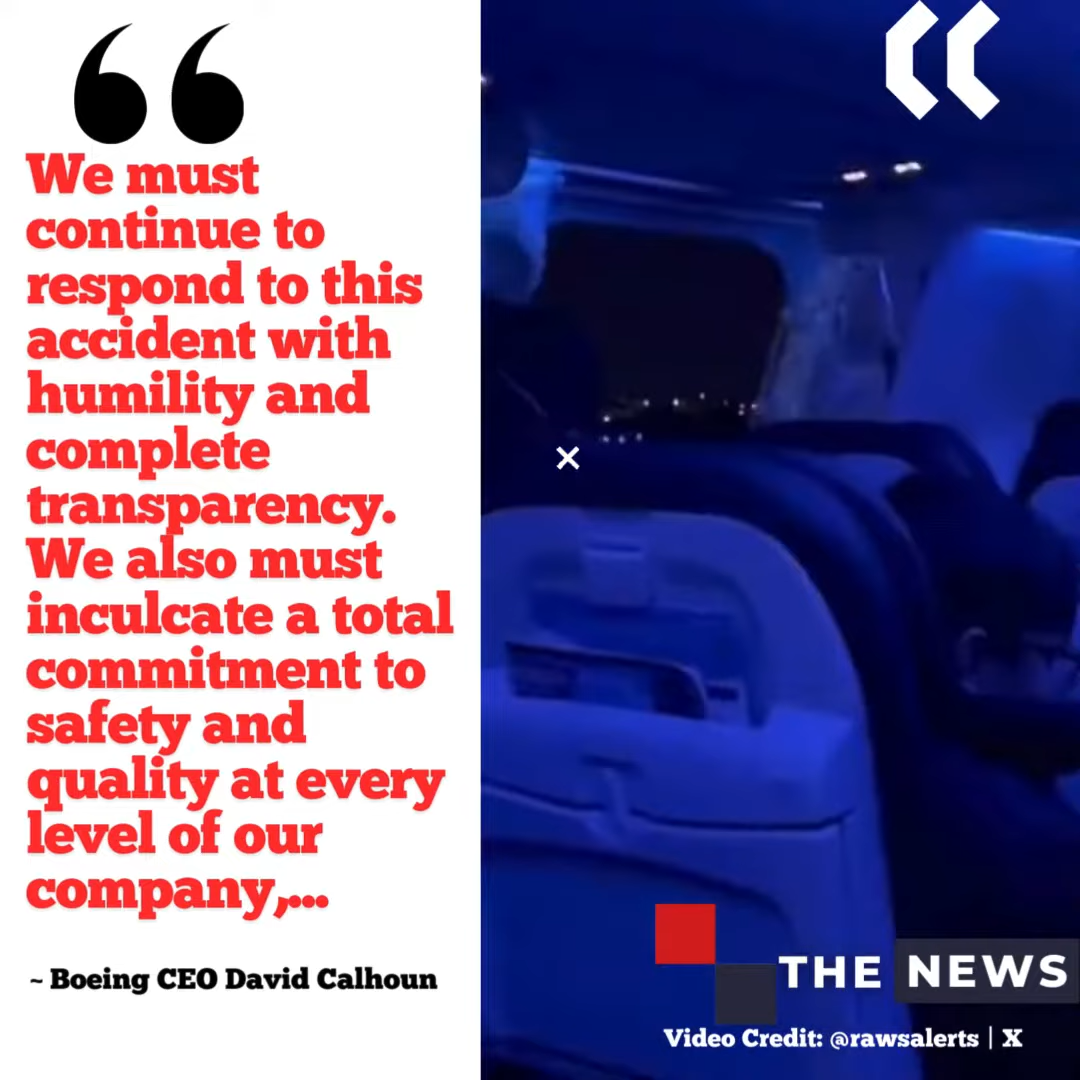 “
We must
continue to
respond to this
accident with
humility and
complete
transparency.
We also must
inculcate a total
commitment to
safety and
quality at every
level of our
company,...
~ Boeing CEO David Calhoun
THE NEWS
Video Credit: @rawsalerts | X